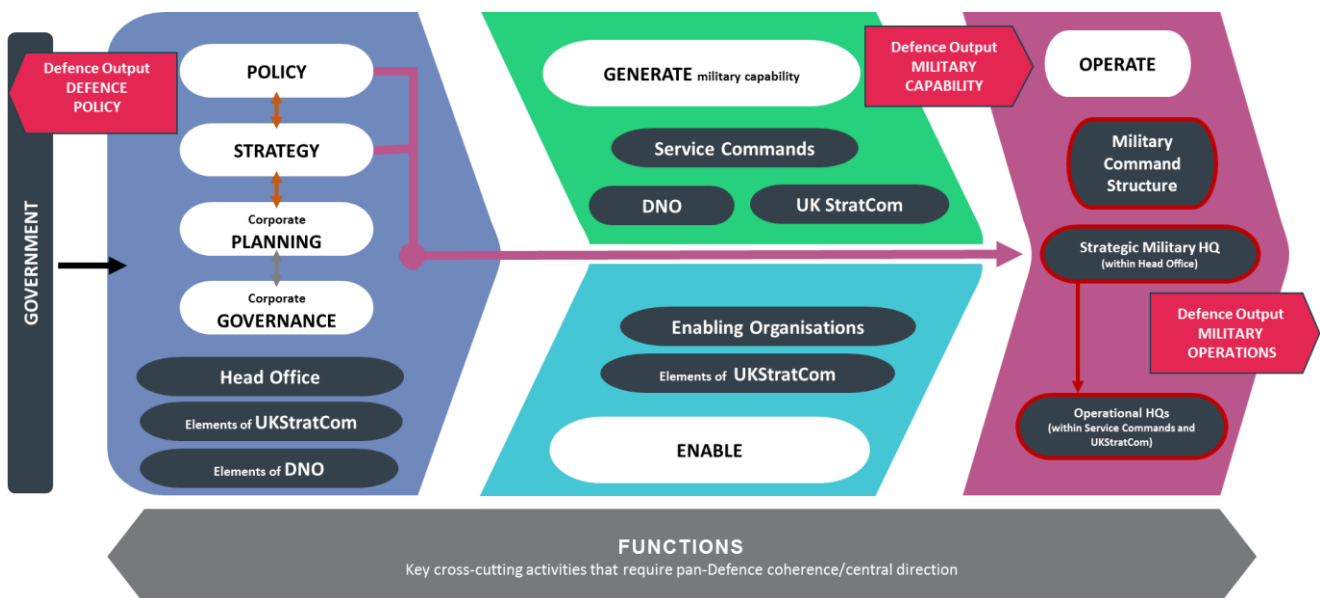 GOVERNMENT
Defence Output
DEFENCE
POLICY
POLICY
STRATEGY
Corporate
PLANNING
Corporate
GOVERNANCE
Head Office
Elements of UKStratCom
Elements of DNO
GENERATE military capability
Service Commands
DNO
UK StratCom
Enabling Organisations
Elements of UKStratCom
ENABLE
Defence Output
MILITARY
CAPABILITY
OPERATE
Military
Command
Structure
Strategic Military HQ
(within Head Office)
Defence Output
MILITARY
OPERATIONS
Operational HQs
(within Service Commands and
UKStratCom)
FUNCTIONS
Key cross-cutting activities that require pan-Defence coherence/central direction